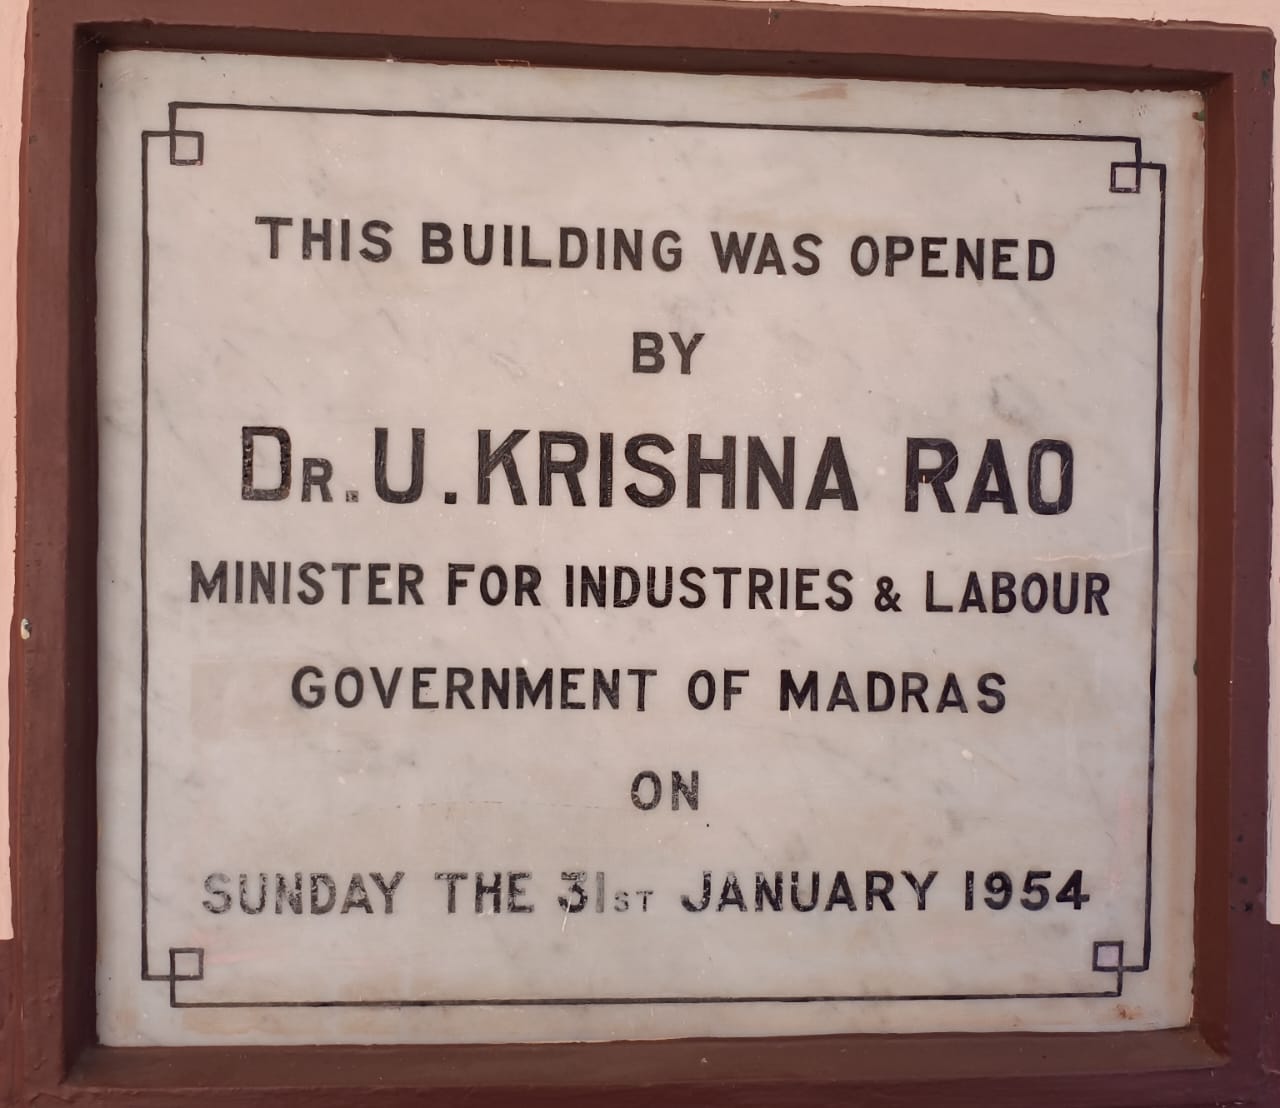 THIS BUILDING WAS OPENED
BY
DR. U. KRISHNA RAO
MINISTER FOR INDUSTRIES & LABOUR
GOVERNMENT OF MADRAS
ON
SUNDAY THE 31ST JANUARY 1954